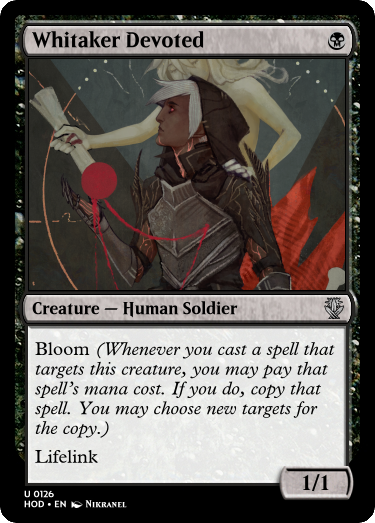 Whitaker Devoted
Creature — Human Soldier
Bloom (Whenever you cast a spell that
targets this creature, you may pay that
spell's mana cost. If you do, copy that
spell. You may choose new targets for
the copy.)
Lifelink
1/1
U 0126
HOD • EN Nikranel